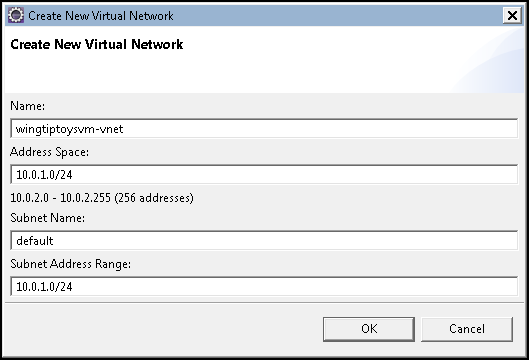 Create New Virtual Network
Create New Virtual Network
Name:
wingtiptoysvm-vnet
Address Space:
10.0.1.0/24
10.0.2.0 - 10.0.2.255 (256 addresses)
Subnet Name:
default
Subnet Address Range:
10.0.1.0/24
OK Cancel